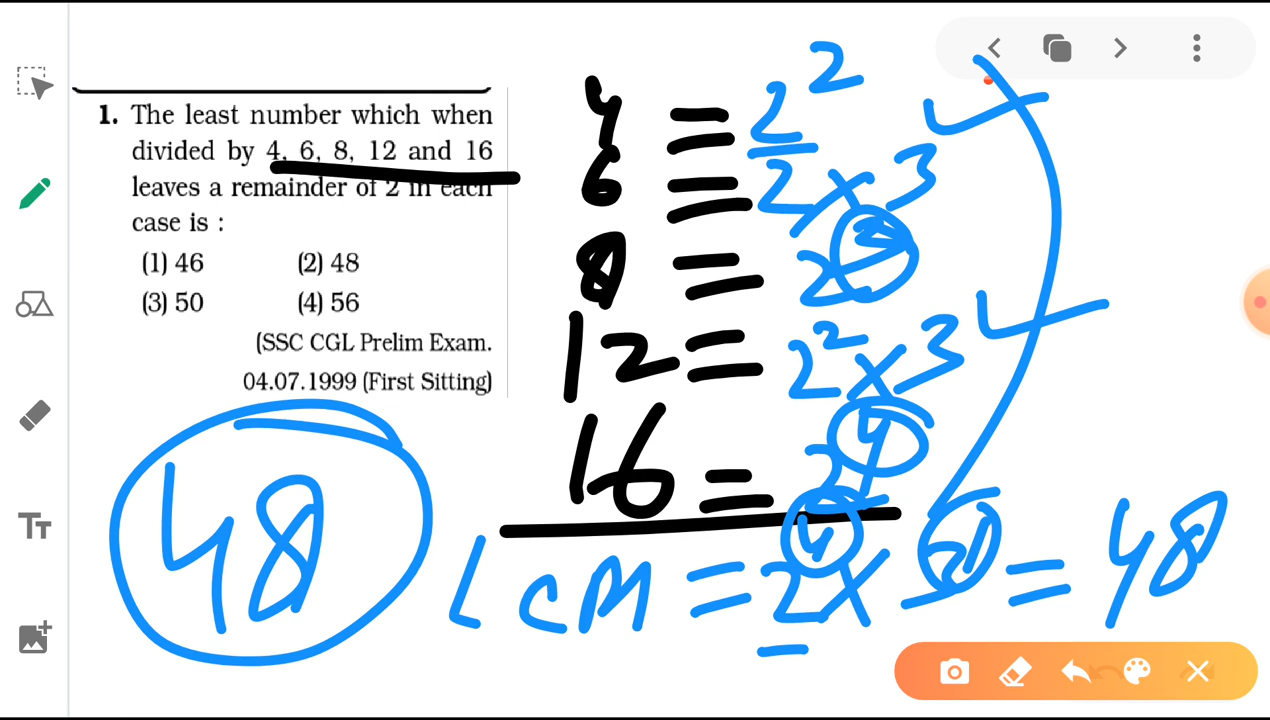 1. The least number which when
divided by 4, 6, 8, 12 and 16
leaves a remainder of 2 in each
case is :
(1) 46 (2) 48
(3) 50 (4) 56
(SSC CGL Prelim Exam.
04.07.1999 (First Sitting)
4 = 2²
6 = 2 × 3
8 = 2³
12 = 2² × 3
16 = 2⁴
LCM = 2⁴ × 3 = 48
48
Tт